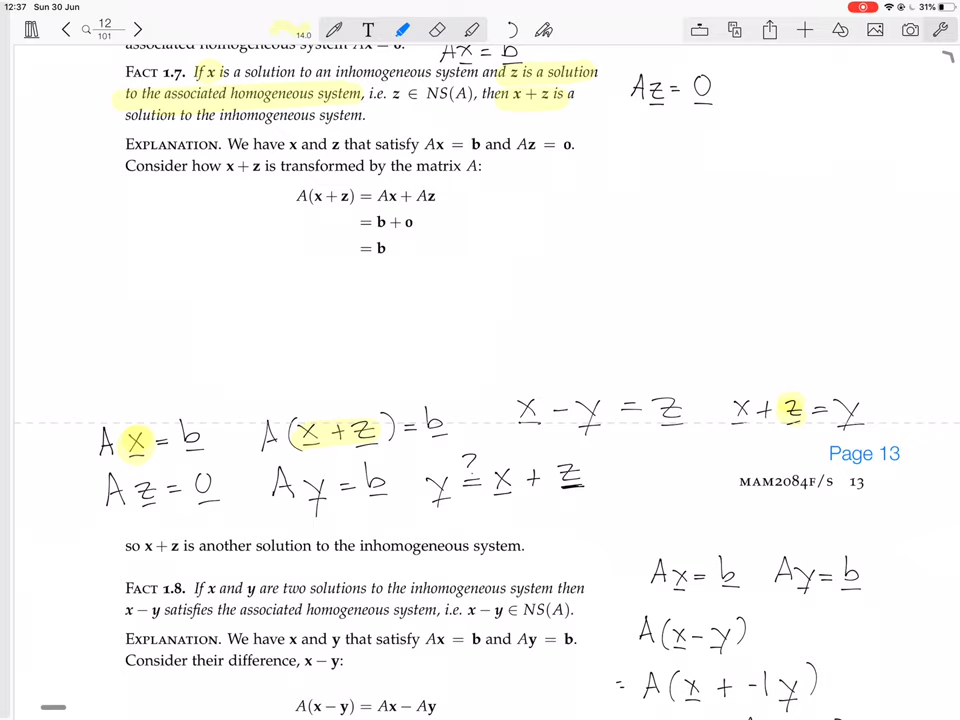 12:37 Sun 30 Jun
31%
12
101
14.0
T
associated homogeneous system Ax = 0.
Ax = b
FACT 1.7. If x is a solution to an inhomogeneous system and z is a solution
to the associated homogeneous system, i.e. z ∈ NS(A), then x + z is a
solution to the inhomogeneous system.
Az = 0
EXPLANATION. We have x and z that satisfy Ax = b and Az = 0.
Consider how x + z is transformed by the matrix A:
A(x + z) = Ax + Az
= b + 0
= b
x - y = z
x + z = y
Ax = b
A(x + z) = b
Az = 0
Ay = b
y ?= x + z
Page 13
MAM2084F/S 13
so x + z is another solution to the inhomogeneous system.
FACT 1.8. If x and y are two solutions to the inhomogeneous system then
x − y satisfies the associated homogeneous system, i.e. x − y ∈ NS(A).
EXPLANATION. We have x and y that satisfy Ax = b and Ay = b.
Consider their difference, x − y:
A(x − y) = Ax − Ay
Ax = b Ay = b
A(x - y)
= A(x + -1y)